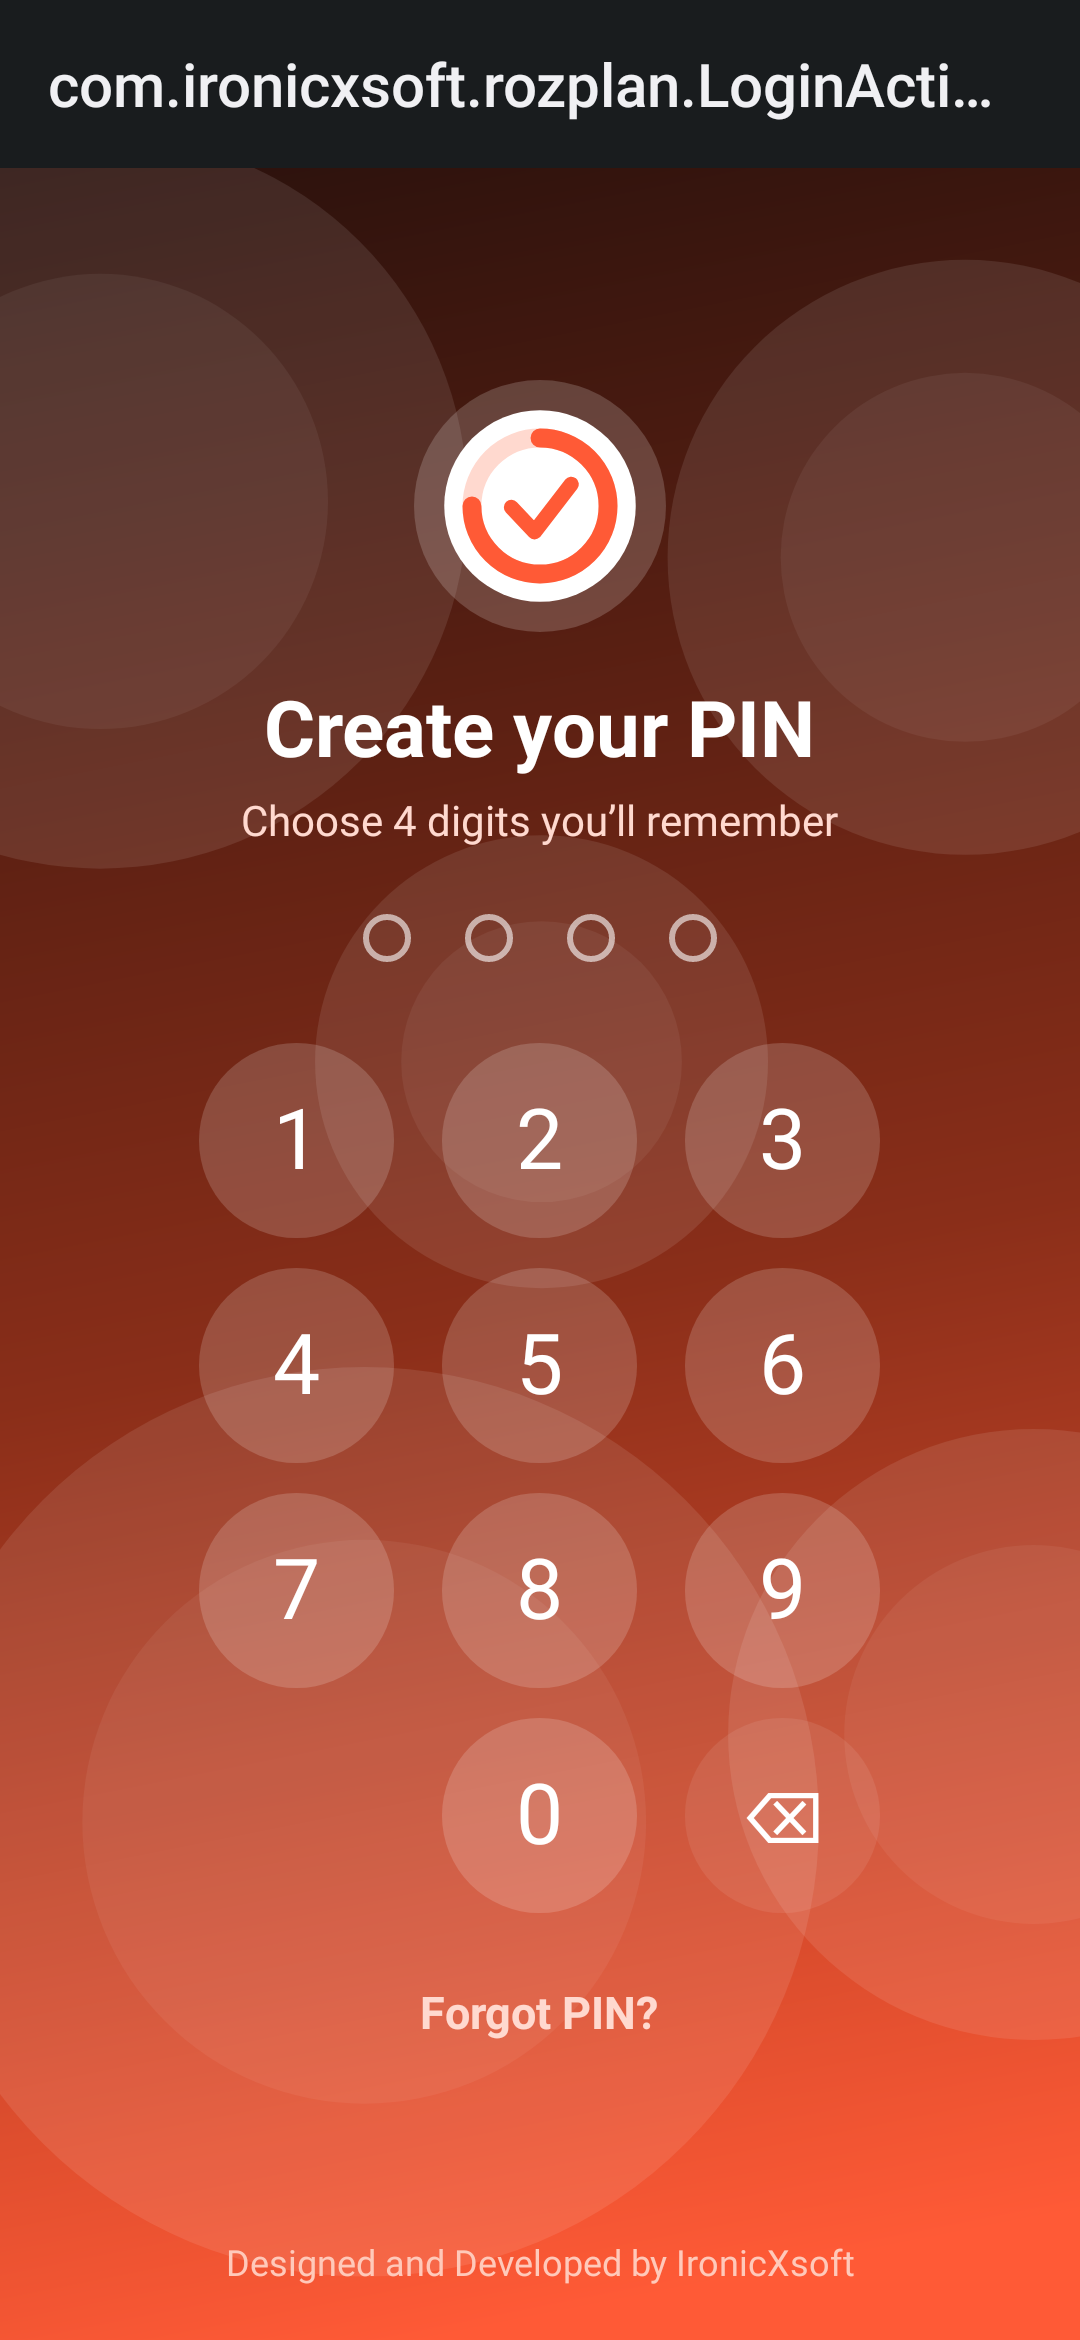 com.ironicxsoft.rozplan.LoginActi...
Create your PIN
Choose 4 digits you’ll remember
1 2 3
4 5 6
7 8 9
0
Forgot PIN?
Designed and Developed by IronicXsoft